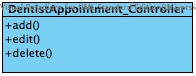 DentistAppointment_Controller
+add()
+edit()
+delete()